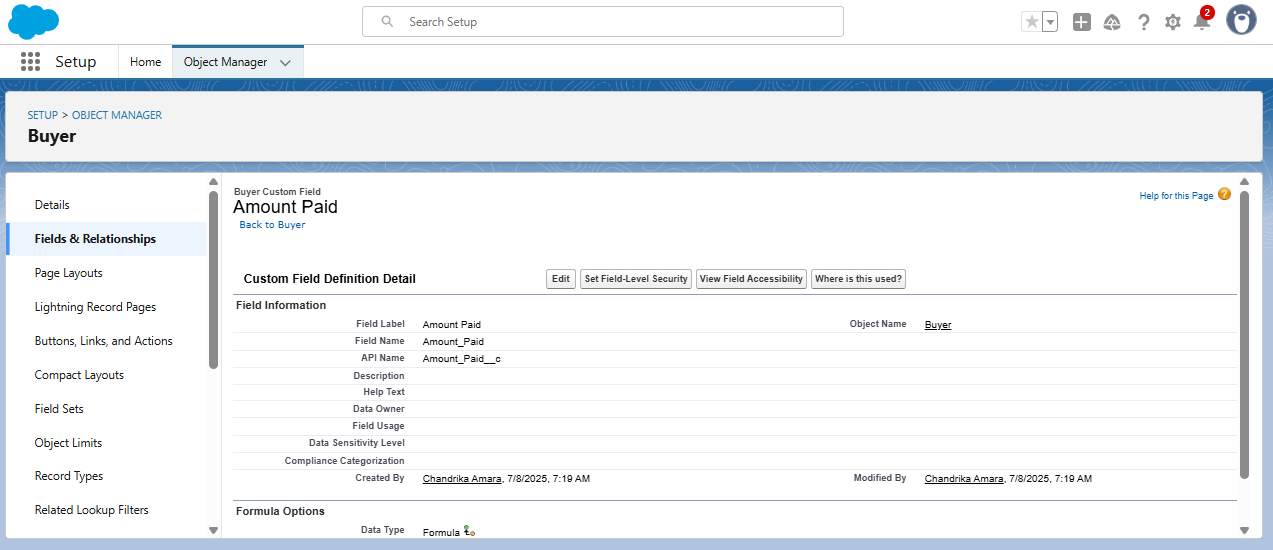 Search Setup
2
Setup
Home
Object Manager
SETUP > OBJECT MANAGER
Buyer
Details
Fields & Relationships
Page Layouts
Lightning Record Pages
Buttons, Links, and Actions
Compact Layouts
Field Sets
Object Limits
Record Types
Related Lookup Filters
Buyer Custom Field
Amount Paid
Back to Buyer
Help for this Page ?
Custom Field Definition Detail Edit Set Field-Level Security View Field Accessibility Where is this used?
Field Information
Field Label Amount Paid Object Name Buyer
Field Name Amount_Paid
API Name Amount_Paid__c
Description
Help Text
Data Owner
Field Usage
Data Sensitivity Level
Compliance Categorization
Created By Chandrika Amara, 7/8/2025, 7:19 AM Modified By Chandrika Amara, 7/8/2025, 7:19 AM
Formula Options
Data Type Formula